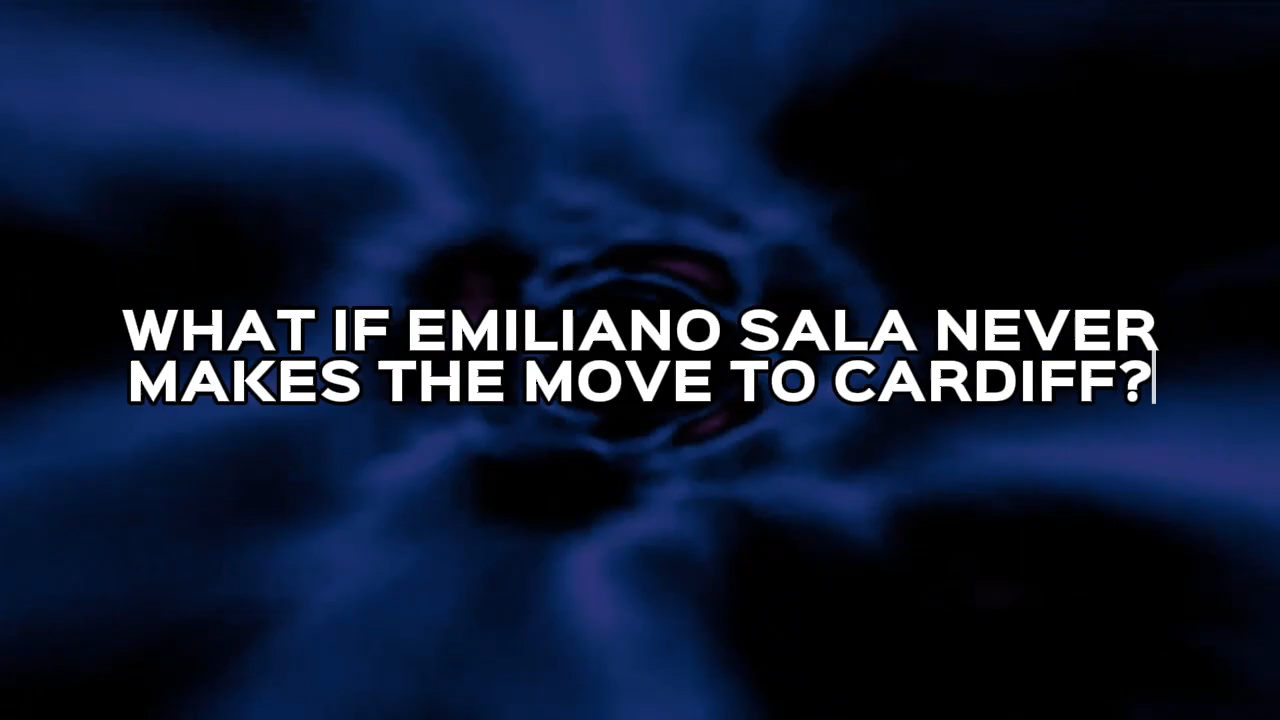 WHAT IF EMILIANO SALA NEVER
MAKES THE MOVE TO CARDIFF?